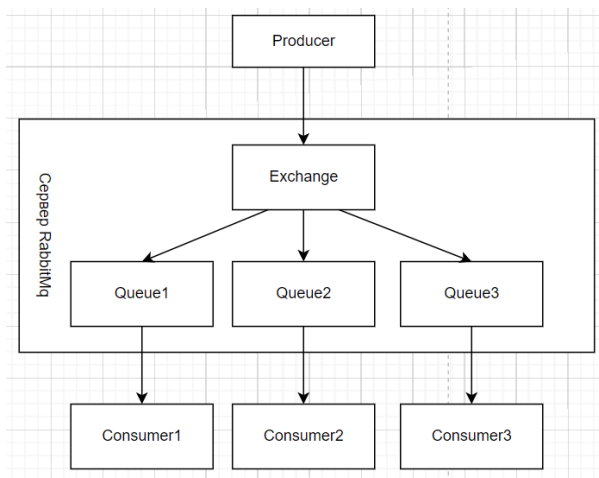 Producer
Сервер RabbitMq
Exchange
Queue1
Queue2
Queue3
Consumer1
Consumer2
Consumer3